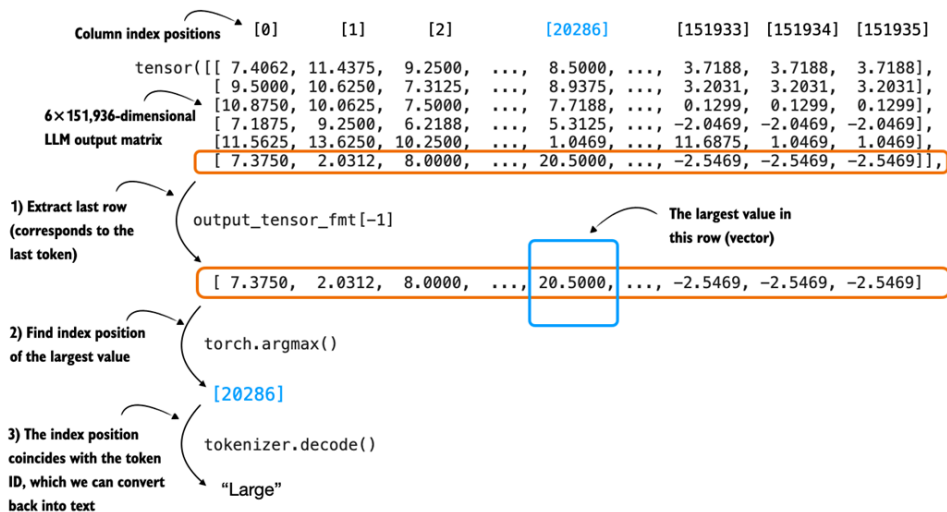 Column index positions [0] [1] [2] [20286] [151933] [151934] [151935]
tensor([[ 7.4062, 11.4375, 9.2500, ..., 8.5000, ..., 3.7188, 3.7188, 3.7188],
[ 9.5000, 10.6250, 7.3125, ..., 8.9375, ..., 3.2031, 3.2031, 3.2031],
[10.8750, 10.0625, 7.5000, ..., 7.7188, ..., 0.1299, 0.1299, 0.1299],
[ 7.1875, 9.2500, 6.2188, ..., 5.3125, ..., −2.0469, −2.0469, −2.0469],
[11.5625, 13.6250, 10.2500, ..., 1.0469, ..., 11.6875, 1.0469, 1.0469],
[ 7.3750, 2.0312, 8.0000, ..., 20.5000, ..., −2.5469, −2.5469, −2.5469]],
6×151,936-dimensional
LLM output matrix
1) Extract last row
(corresponds to the
last token)
output_tensor_fmt[-1]
The largest value in
this row (vector)
[ 7.3750, 2.0312, 8.0000, ..., 20.5000, ..., −2.5469, −2.5469, −2.5469]
2) Find index position
of the largest value
torch.argmax()
[20286]
3) The index position
coincides with the token
ID, which we can convert
back into text
tokenizer.decode()
“Large”